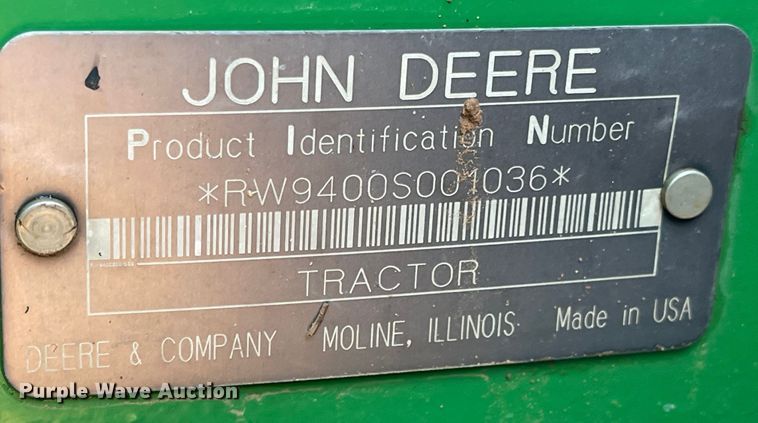 JOHN DEERE
Product Identification Number
*RW9400S001036*
TRACTOR
DEERE & COMPANY MOLINE, ILLINOIS Made in USA
Purple Wave Auction